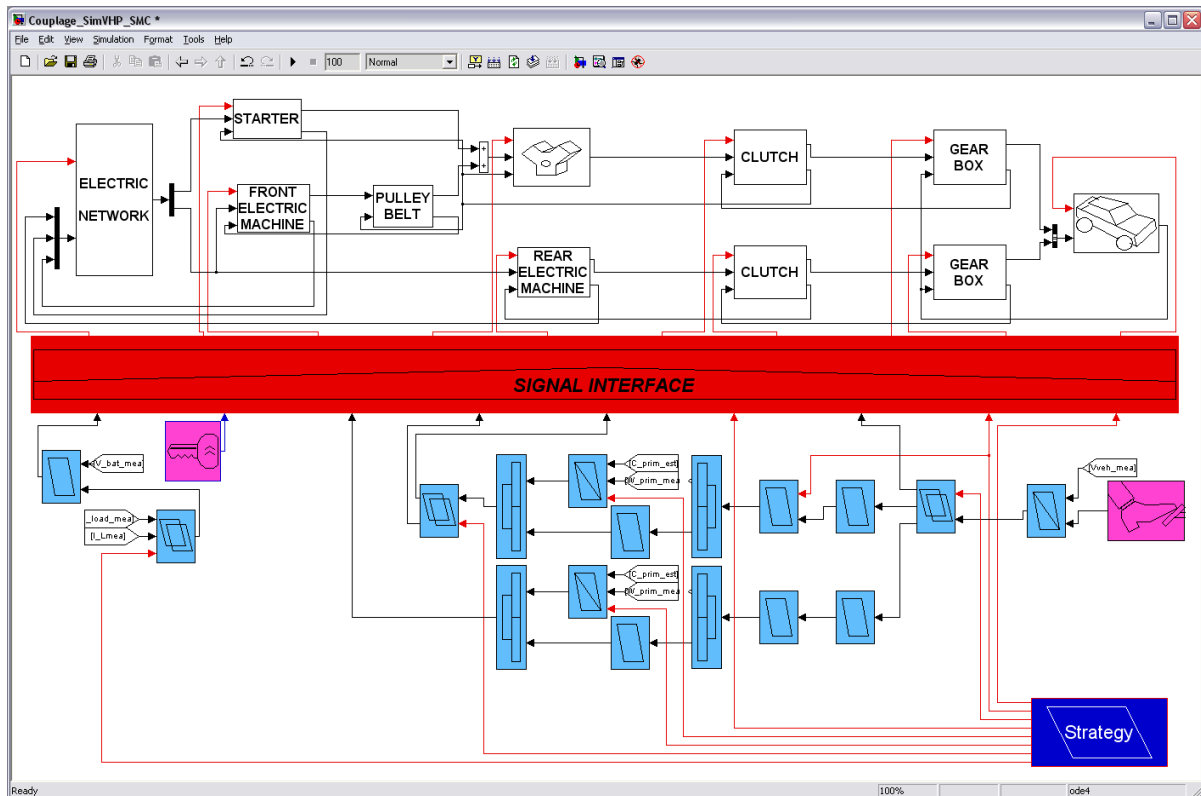 Couplage_SimVHP_SMC *
File Edit View Simulation Format Tools Help
100 Normal
STARTER
ELECTRIC
NETWORK
FRONT
ELECTRIC
MACHINE
PULLEY
BELT
+
+
CLUTCH
GEAR
BOX
REAR
ELECTRIC
MACHINE
CLUTCH
GEAR
BOX
SIGNAL INTERFACE
[V_bat_mea]
_load_mea]
[I_Lmea]
[C_prim_est]
[W_prim_mea
[Vveh_mea]
[C_prim_est]
[W_prim_mea
Strategy
Ready 100% ode4